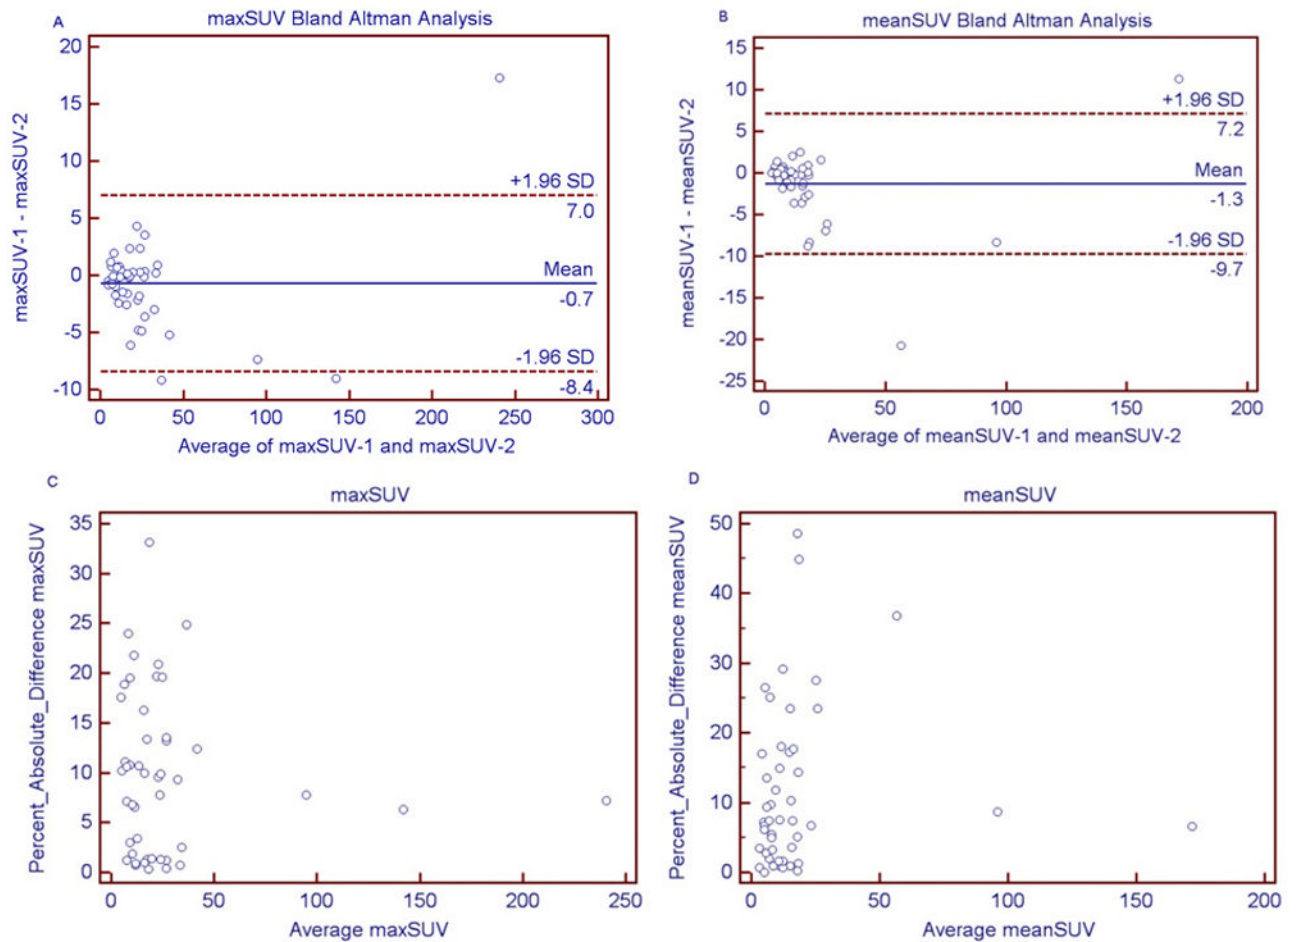 A
maxSUV Bland Altman Analysis
20
15
10
5
0
-5
-10
maxSUV-1 - maxSUV-2
+1.96 SD
7.0
Mean
-0.7
-1.96 SD
-8.4
0 50 100 150 200 250 300
Average of maxSUV-1 and maxSUV-2
B
meanSUV Bland Altman Analysis
15
10
5
0
-5
-10
-15
-20
-25
meanSUV-1 - meanSUV-2
+1.96 SD
7.2
Mean
-1.3
-1.96 SD
-9.7
0 50 100 150 200
Average of meanSUV-1 and meanSUV-2
C
maxSUV
35
30
25
20
15
10
5
0
Percent_Absolute_Difference maxSUV
0 50 100 150 200 250
Average maxSUV
D
meanSUV
50
40
30
20
10
0
Percent_Absolute_Difference meanSUV
0 50 100 150 200
Average meanSUV